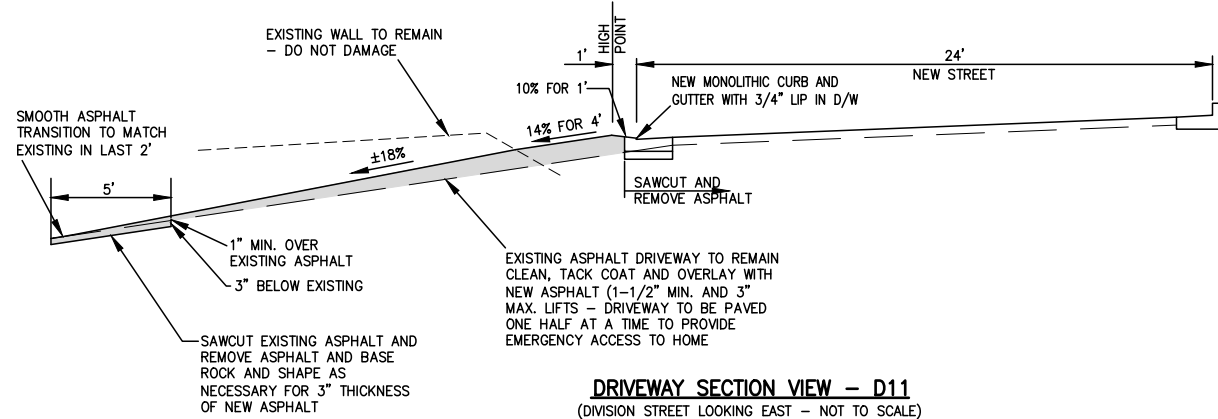 EXISTING WALL TO REMAIN
– DO NOT DAMAGE
1'
HIGH
POINT
24'
NEW STREET
10% FOR 1'
NEW MONOLITHIC CURB AND
GUTTER WITH 3/4" LIP IN D/W
SMOOTH ASPHALT
TRANSITION TO MATCH
EXISTING IN LAST 2'
14% FOR 4'
±18%
5'
SAWCUT AND
REMOVE ASPHALT
1" MIN. OVER
EXISTING ASPHALT
3" BELOW EXISTING
EXISTING ASPHALT DRIVEWAY TO REMAIN
CLEAN, TACK COAT AND OVERLAY WITH
NEW ASPHALT (1–1/2" MIN. AND 3"
MAX. LIFTS – DRIVEWAY TO BE PAVED
ONE HALF AT A TIME TO PROVIDE
EMERGENCY ACCESS TO HOME
SAWCUT EXISTING ASPHALT AND
REMOVE ASPHALT AND BASE
ROCK AND SHAPE AS
NECESSARY FOR 3" THICKNESS
OF NEW ASPHALT
DRIVEWAY SECTION VIEW – D11
(DIVISION STREET LOOKING EAST – NOT TO SCALE)